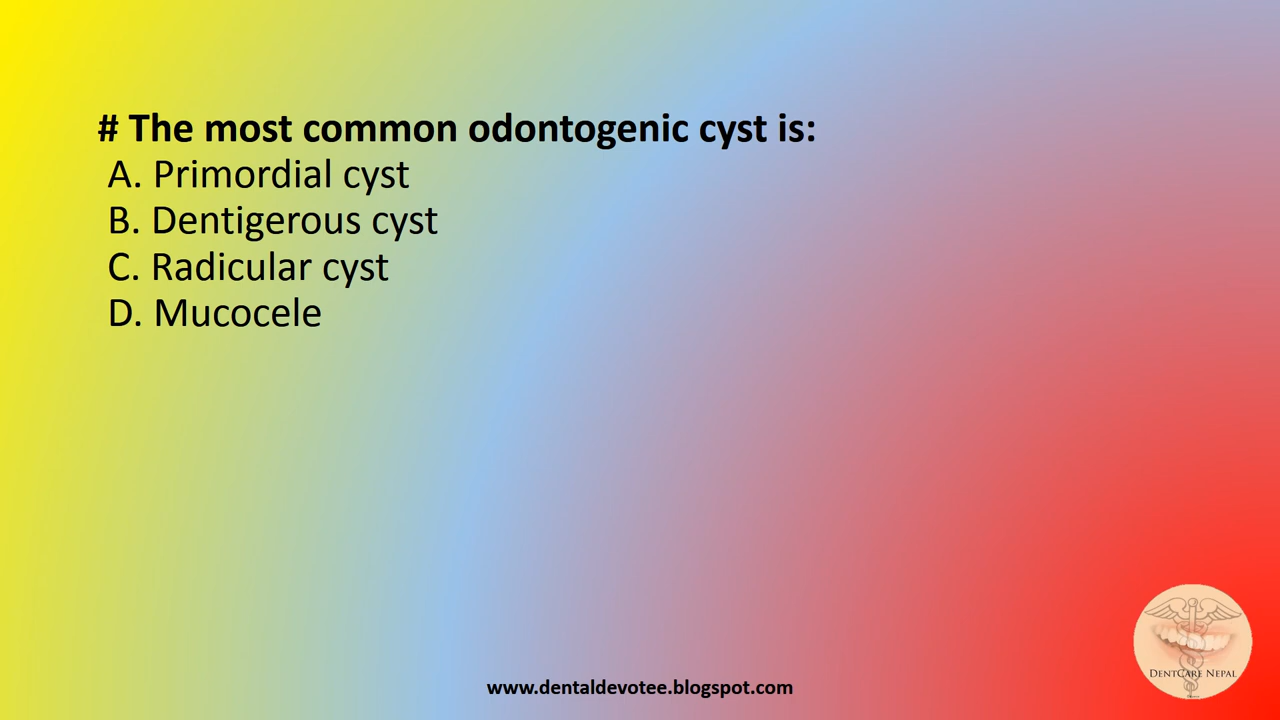 # The most common odontogenic cyst is:
A. Primordial cyst
B. Dentigerous cyst
C. Radicular cyst
D. Mucocele
DENTCARE NEPAL
www.dentaldevotee.blogspot.com